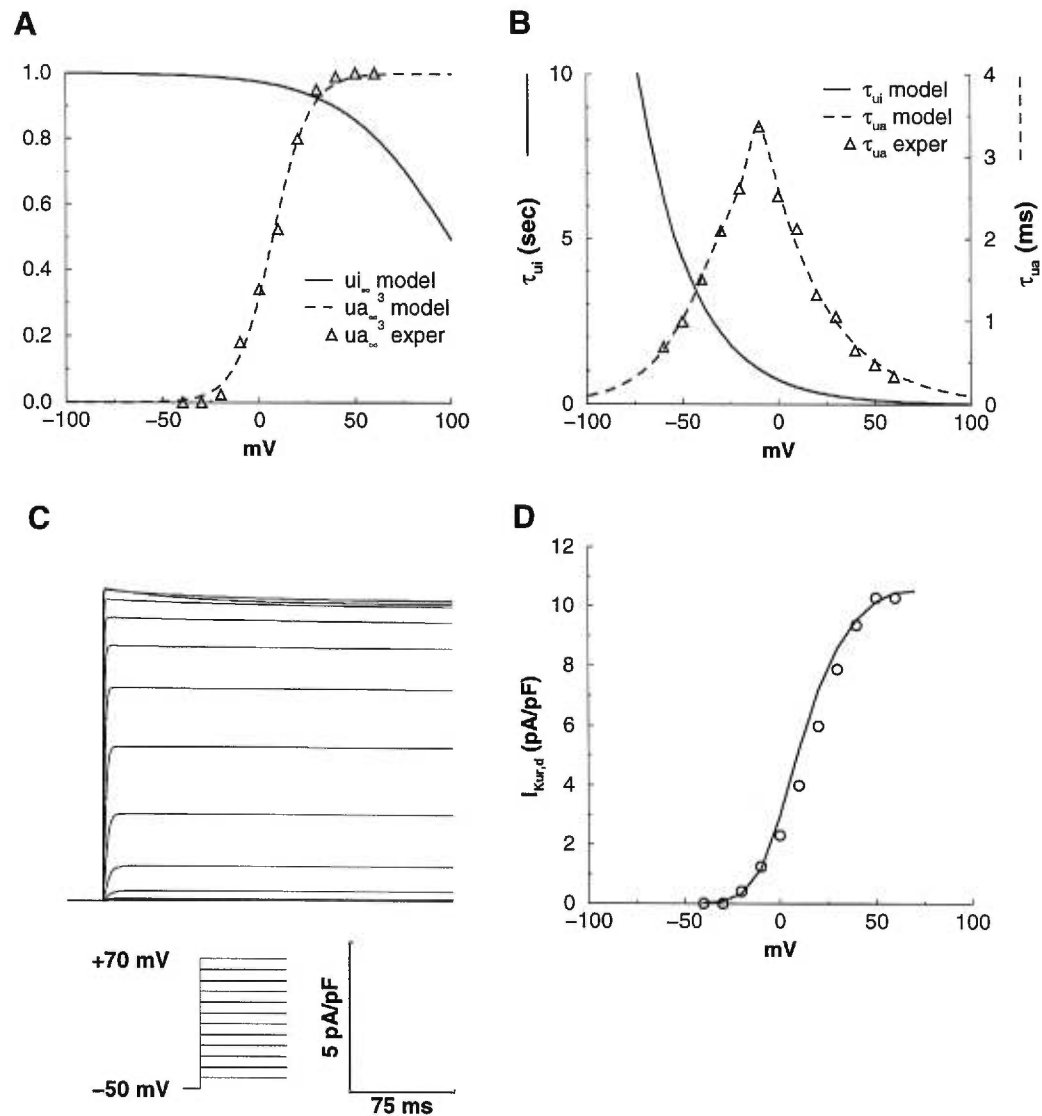 A
1.0
0.8
0.6
0.4
0.2
0.0
−100
−50
0
50
100
mV
ui∞ model
ua∞³ model
ua∞³ exper
B
10
5
0
τui (sec)
4
3
2
1
0
τua (ms)
τui model
τua model
τua exper
−100
−50
0
50
100
mV
C
+70 mV
−50 mV
5 pA/pF
75 ms
D
12
10
8
6
4
2
0
IKur,d (pA/pF)
−100
−50
0
50
100
mV